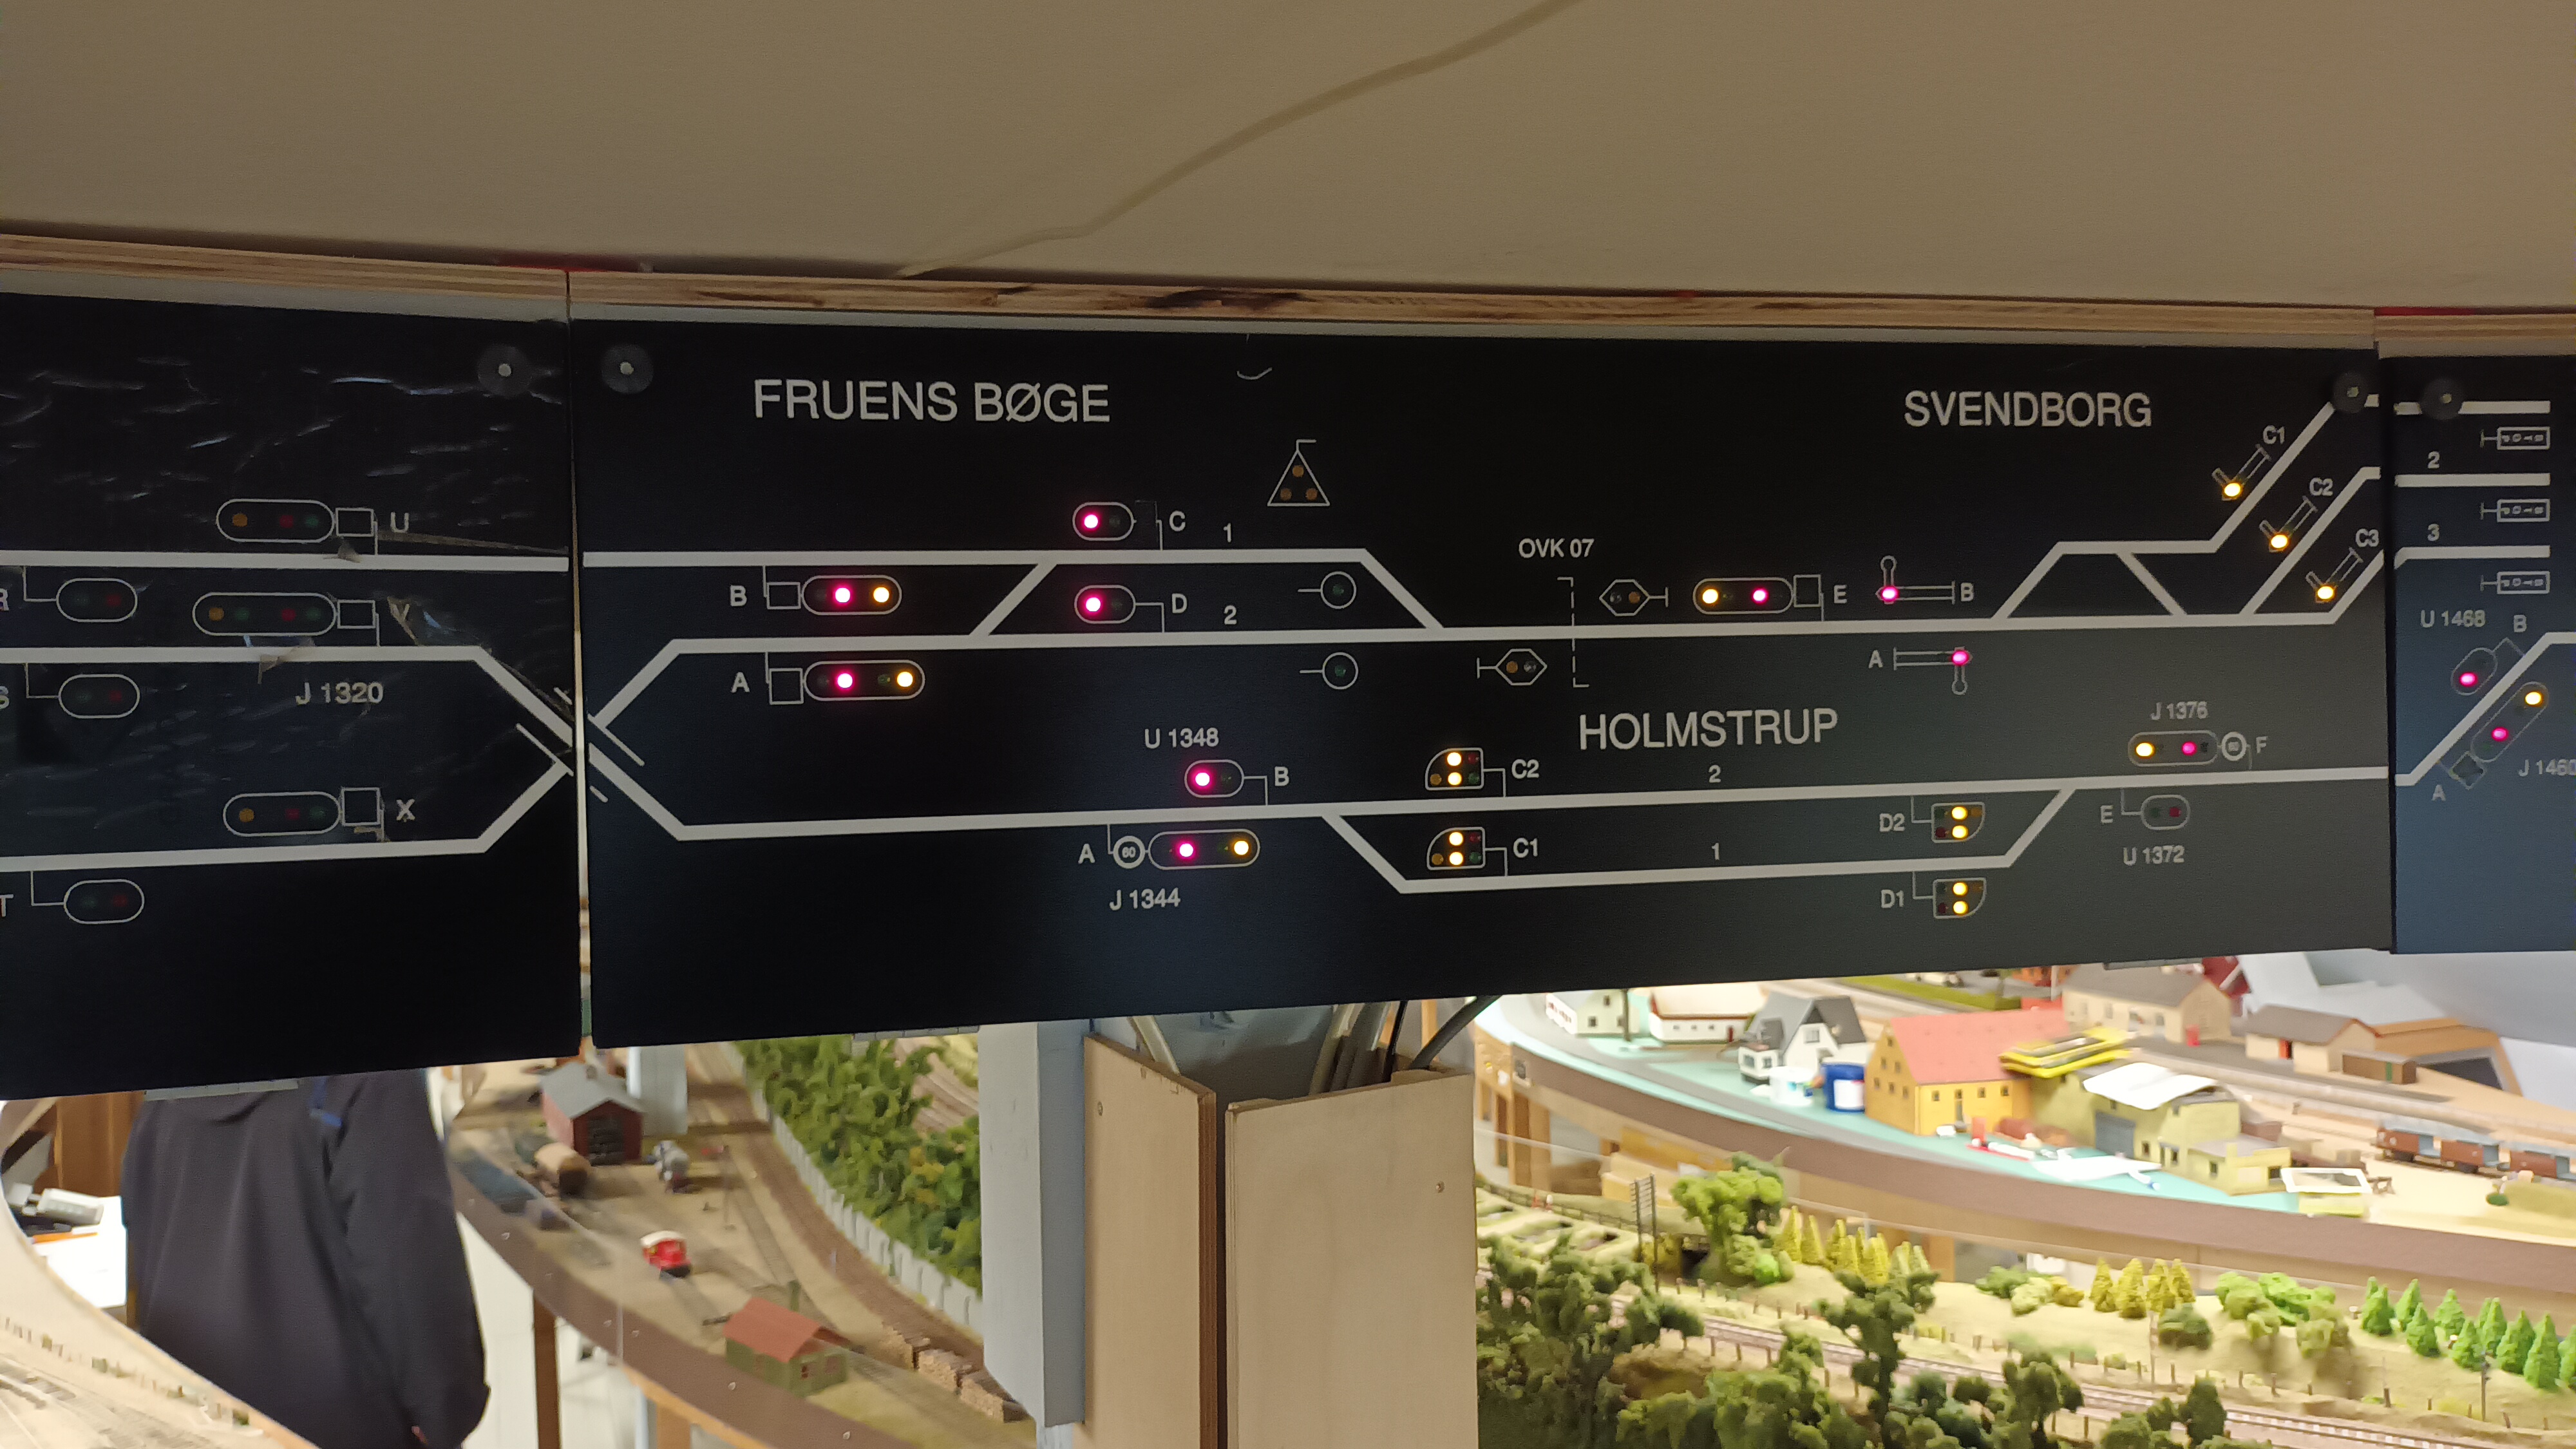 FRUENS BØGE
SVENDBORG
C1
U
C
1
2
C2
OVK 07
3
C3
R
B
D
2
E
B
U 1468
B
S
J 1320
A
A
HOLMSTRUP
J 1376
U 1348
F
X
B
C2
2
A
J 1460
A
60
C1
1
D2
E
T
J 1344
D1
U 1372